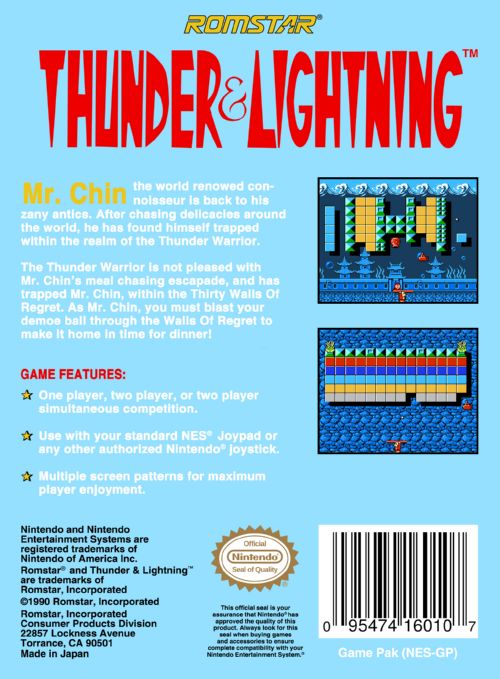 ROMSTAR®
THUNDER & LIGHTNING™
Mr. Chin the world renowed con-
noisseur is back to his
zany antics. After chasing delicacies around
the world, he has found himself trapped
within the realm of the Thunder Warrior.
The Thunder Warrior is not pleased with
Mr. Chin's meal chasing escapade, and has
trapped Mr. Chin, within the Thirty Walls Of
Regret. As Mr. Chin, you must blast your
demoe ball through the Walls Of Regret to
make it home in time for dinner!
GAME FEATURES:
One player, two player, or two player
simultaneous competition.
Use with your standard NES® Joypad or
any other authorized Nintendo® joystick.
Multiple screen patterns for maximum
player enjoyment.
Nintendo and Nintendo
Entertainment Systems are
registered trademarks of
Nintendo of America Inc.
Romstar® and Thunder & Lightning™
are trademarks of
Romstar, Incorporated
©1990 Romstar, Incorporated
Romstar, Incorporated
Consumer Products Division
22857 Lockness Avenue
Torrance, CA 90501
Made in Japan
Official
Nintendo
Seal of Quality
This official seal is your
assurance that Nintendo® has
approved the quality of this
product. Always look for this
seal when buying games
and accessories to ensure
complete compatibility with your
Nintendo Entertainment System.®
0 95474 16010 7
Game Pak (NES-GP)